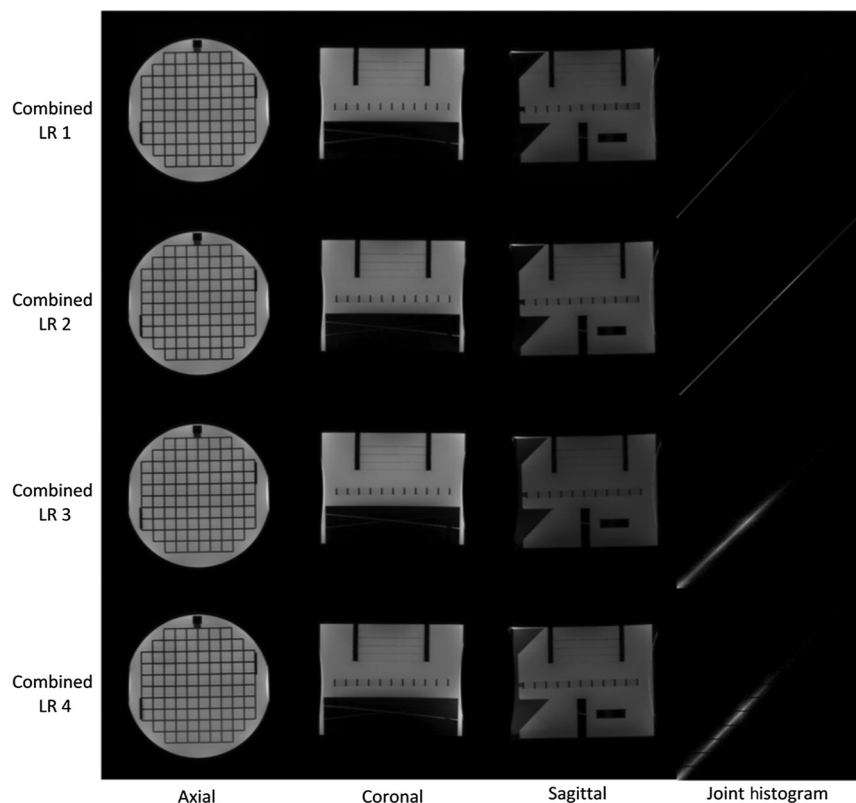 Combined
LR 1
Combined
LR 2
Combined
LR 3
Combined
LR 4
Axial
Coronal
Sagittal
Joint histogram